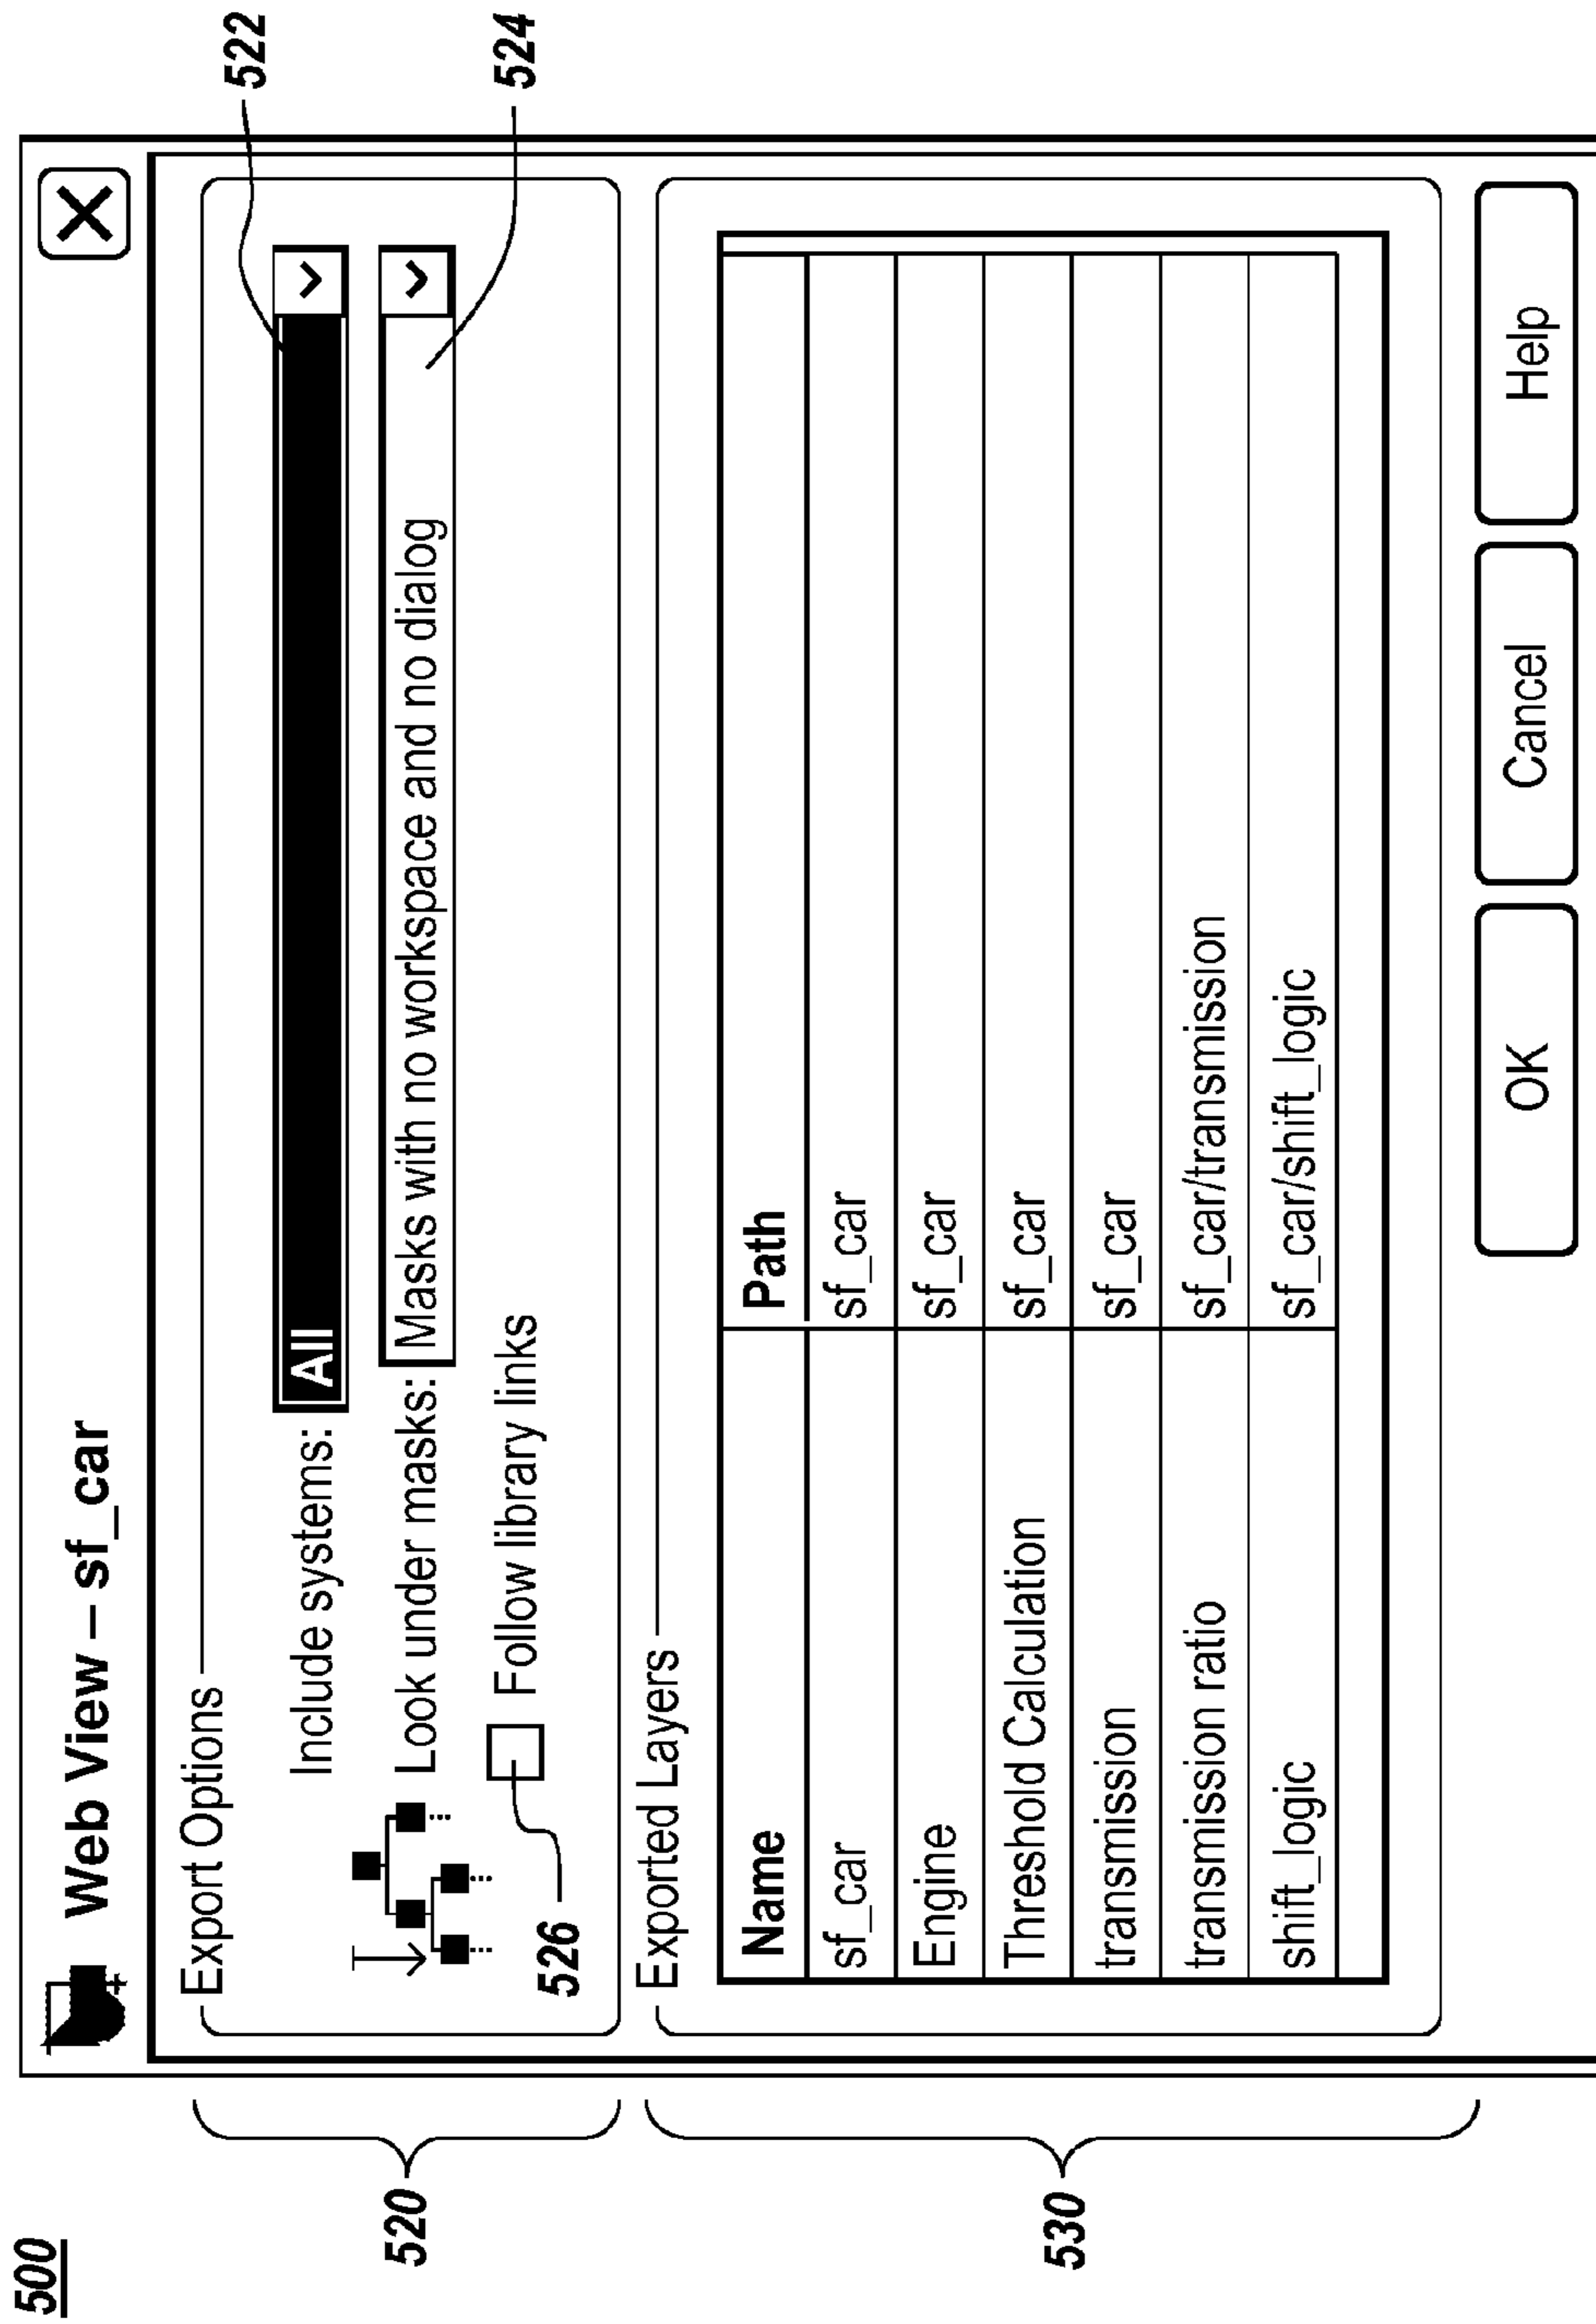 500
Web View – sf_car
520
Export Options
Include systems: All
522
Look under masks: Masks with no workspace and no dialog
524
Follow library links
526
530
Exported Layers
Name Path
sf_car sf_car
Engine sf_car
Threshold Calculation sf_car
transmission sf_car
transmission ratio sf_car/transmission
shift_logic sf_car/shift_logic
OK Cancel Help